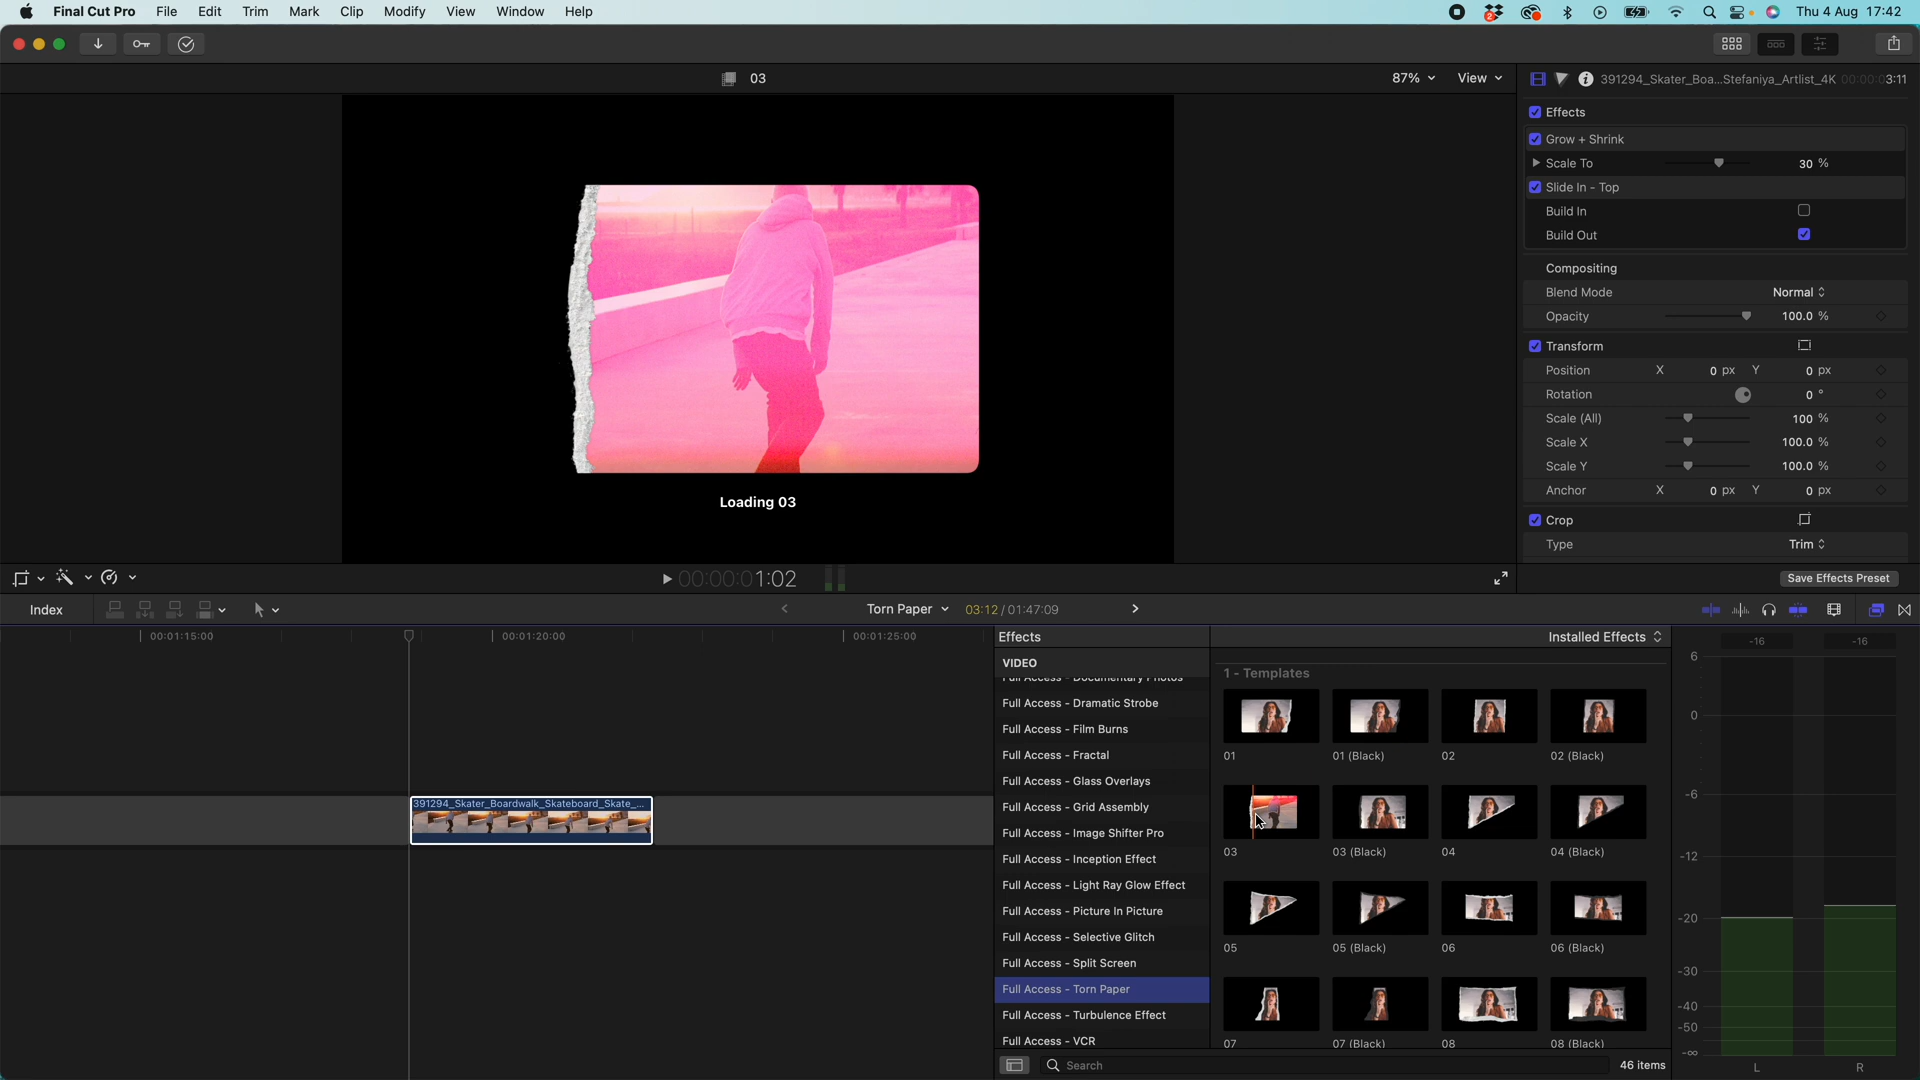 Final Cut Pro File Edit Trim Mark Clip Modify View Window Help 2 Thu 4 Aug 17:42
03 87% View
391294_Skater_Boa...Stefaniya_Artlist_4K 00:00:03:11
Effects
Grow + Shrink
Scale To 30 %
Slide In - Top
Build In
Build Out
Compositing
Blend Mode Normal
Opacity 100.0 %
Transform
Position X 0 px Y 0 px
Rotation 0 °
Scale (All) 100 %
Scale X 100.0 %
Scale Y 100.0 %
Anchor X 0 px Y 0 px
Crop
Type Trim
Save Effects Preset
Loading 03
00:00:01:02
Index Torn Paper 03:12 / 01:47:09
00:01:15:00 00:01:20:00 00:01:25:00
391294_Skater_Boardwalk_Skateboard_Skate_...
Effects Installed Effects
VIDEO
Full Access - Documentary Photos
Full Access - Dramatic Strobe
Full Access - Film Burns
Full Access - Fractal
Full Access - Glass Overlays
Full Access - Grid Assembly
Full Access - Image Shifter Pro
Full Access - Inception Effect
Full Access - Light Ray Glow Effect
Full Access - Picture In Picture
Full Access - Selective Glitch
Full Access - Split Screen
Full Access - Torn Paper
Full Access - Turbulence Effect
Full Access - VCR
1 - Templates
01 01 (Black) 02 02 (Black)
03 03 (Black) 04 04 (Black)
05 05 (Black) 06 06 (Black)
07 07 (Black) 08 08 (Black)
Search 46 items
-16 -16
6
0
-6
-12
-20
-30
-40
-50
-∞
L R